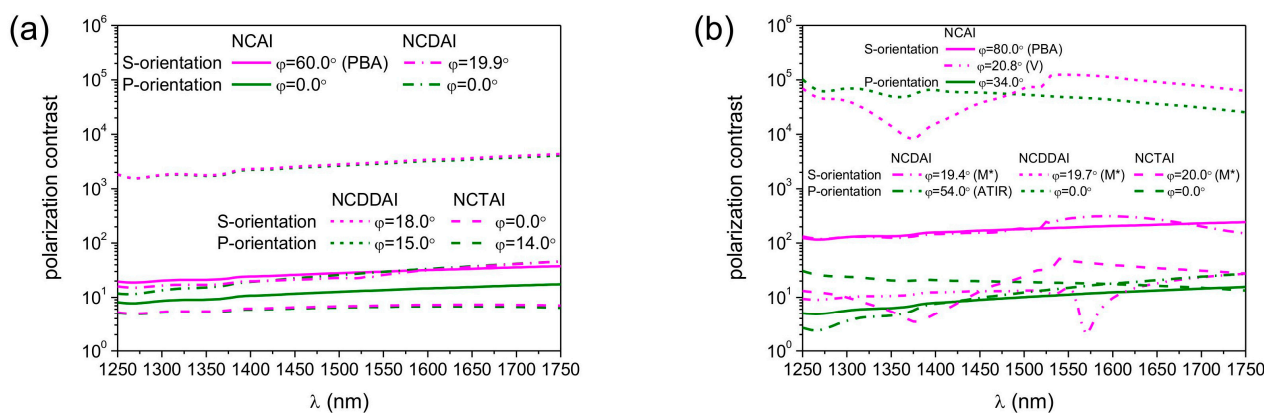 (a)
polarization contrast
10^6
10^5
10^4
10^3
10^2
10^1
10^0
NCAI NCDAI
S-orientation φ=60.0° (PBA) φ=19.9°
P-orientation φ=0.0° φ=0.0°
NCDDAI NCTAI
S-orientation φ=18.0° φ=0.0°
P-orientation φ=15.0° φ=14.0°
1250 1300 1350 1400 1450 1500 1550 1600 1650 1700 1750
λ (nm)
(b)
polarization contrast
10^6
10^5
10^4
10^3
10^2
10^1
10^0
NCAI
S-orientation φ=80.0° (PBA)
φ=20.8° (V)
P-orientation φ=34.0°
NCDAI NCDDAI NCTAI
S-orientation φ=19.4° (M*) φ=19.7° (M*) φ=20.0° (M*)
P-orientation φ=54.0° (ATIR) φ=0.0° φ=0.0°
1250 1300 1350 1400 1450 1500 1550 1600 1650 1700 1750
λ (nm)